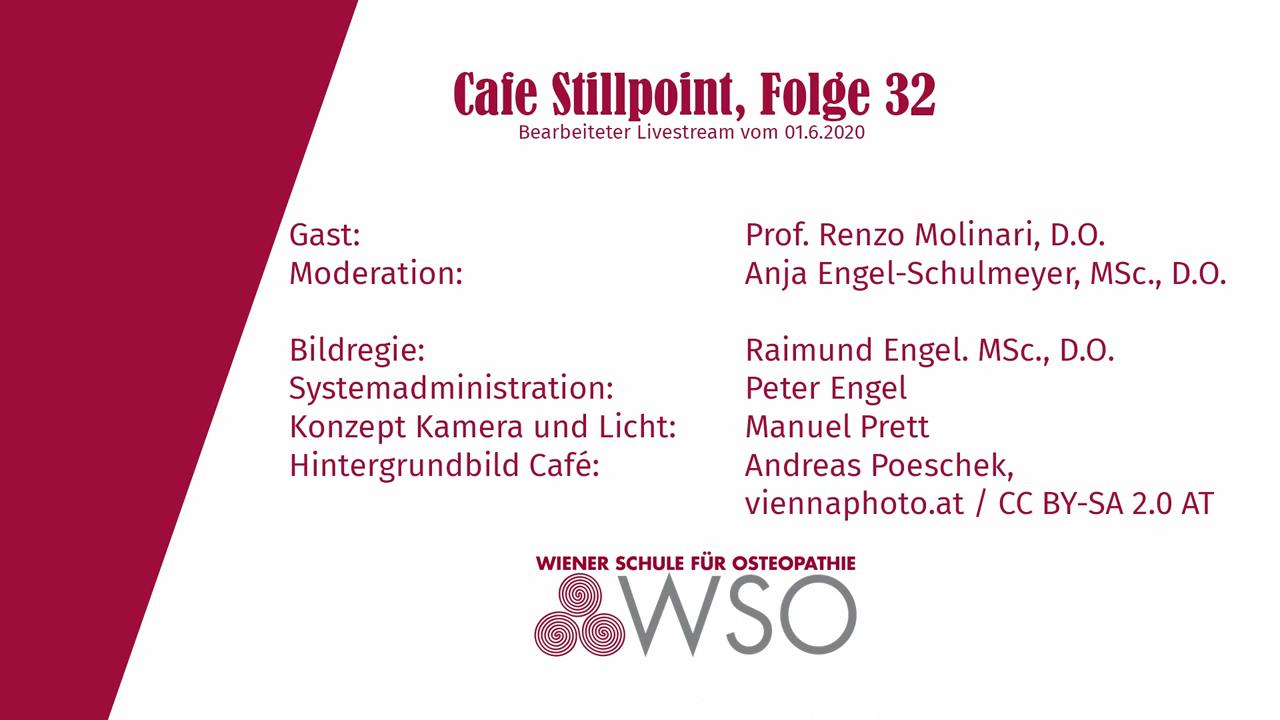 Cafe Stillpoint, Folge 32
Bearbeiteter Livestream vom 01.6.2020
Gast: Prof. Renzo Molinari, D.O.
Moderation: Anja Engel-Schulmeyer, MSc., D.O.
Bildregie: Raimund Engel. MSc., D.O.
Systemadministration: Peter Engel
Konzept Kamera und Licht: Manuel Prett
Hintergrundbild Café: Andreas Poeschek,
viennaphoto.at / CC BY-SA 2.0 AT
WIENER SCHULE FÜR OSTEOPATHIE
WSO